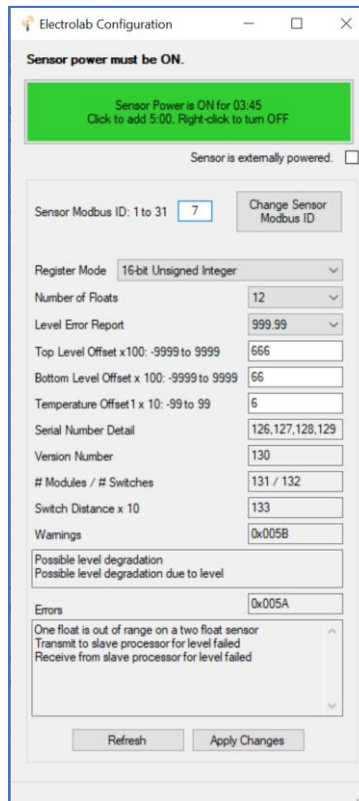 Electrolab Configuration
Sensor power must be ON.
Sensor Power is ON for 03:45
Click to add 5:00, Right-click to turn OFF
Sensor is externally powered.
Sensor Modbus ID: 1 to 31 7 Change Sensor
Modbus ID
Register Mode 16-bit Unsigned Integer
Number of Floats 12
Level Error Report 999.99
Top Level Offset x100: -9999 to 9999 666
Bottom Level Offset x 100: -9999 to 9999 66
Temperature Offset1 x 10: -99 to 99 6
Serial Number Detail 126,127,128,129
Version Number 130
# Modules / # Switches 131 / 132
Switch Distance x 10 133
Warnings 0x005B
Possible level degradation
Possible level degradation due to level
Errors 0x005A
One float is out of range on a two float sensor
Transmit to slave processor for level failed
Receive from slave processor for level failed
Refresh Apply Changes